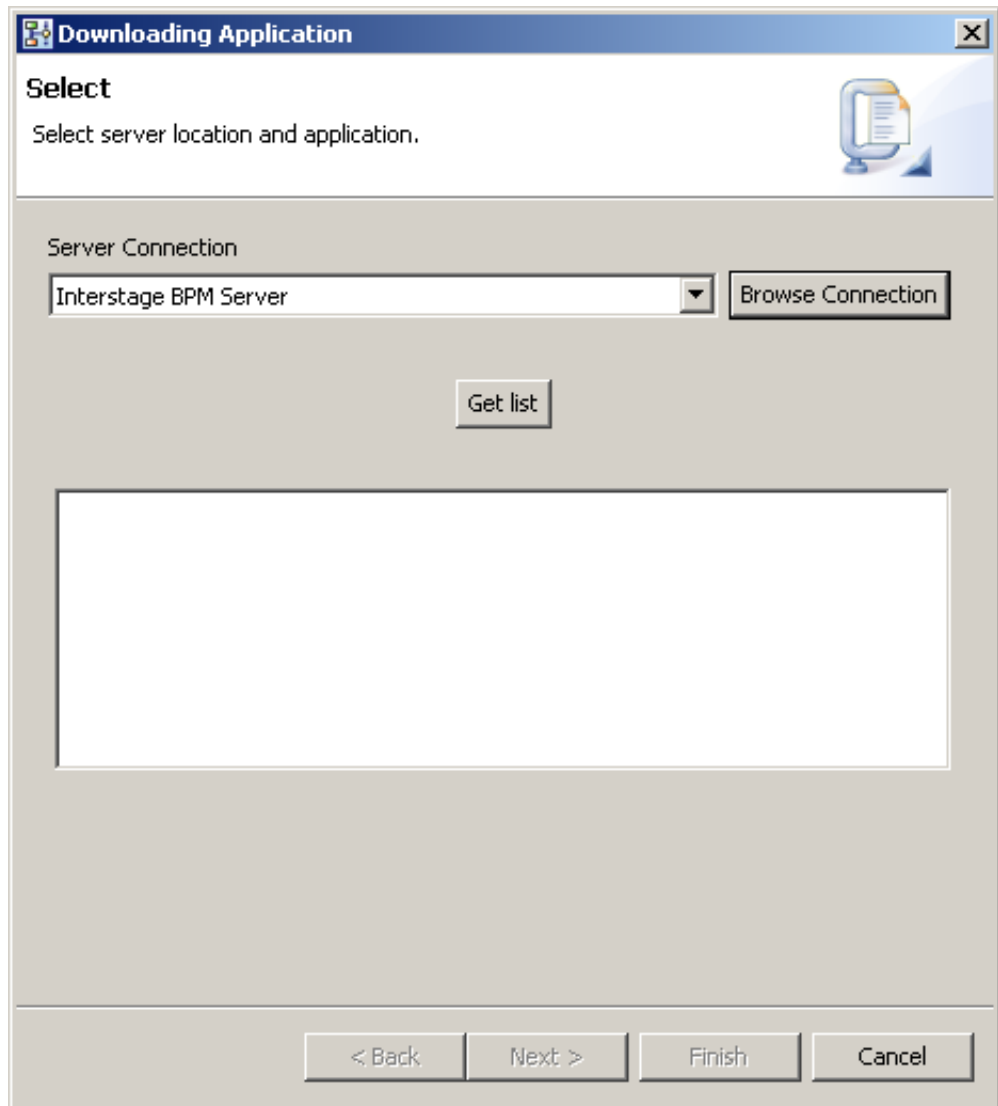 Downloading Application
Select
Select server location and application.
Server Connection
Interstage BPM Server
Browse Connection
Get list
< Back
Next >
Finish
Cancel